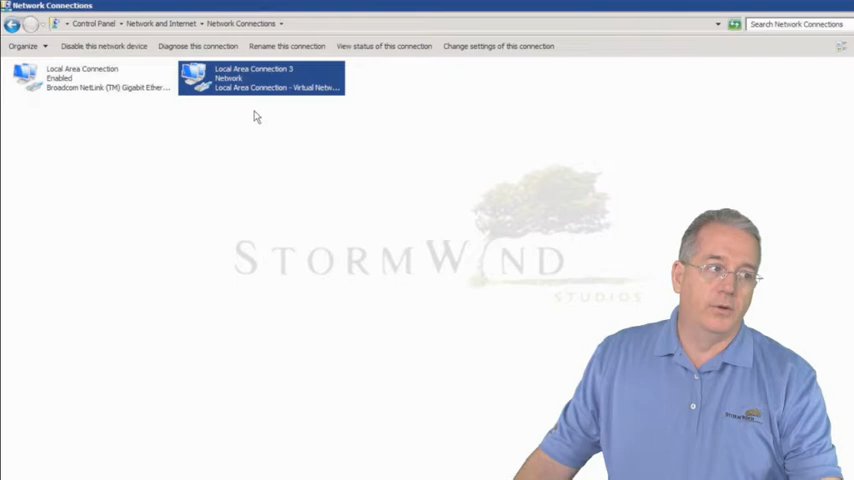 Network Connections
Control Panel ▸ Network and Internet ▸ Network Connections ▸
Search Network Connections
Organize ▾ Disable this network device Diagnose this connection Rename this connection View status of this connection Change settings of this connection
Local Area Connection
Enabled
Broadcom NetLink (TM) Gigabit Ether...
Local Area Connection 3
Network
Local Area Connection - Virtual Netw...
STORMWIND
STUDIOS